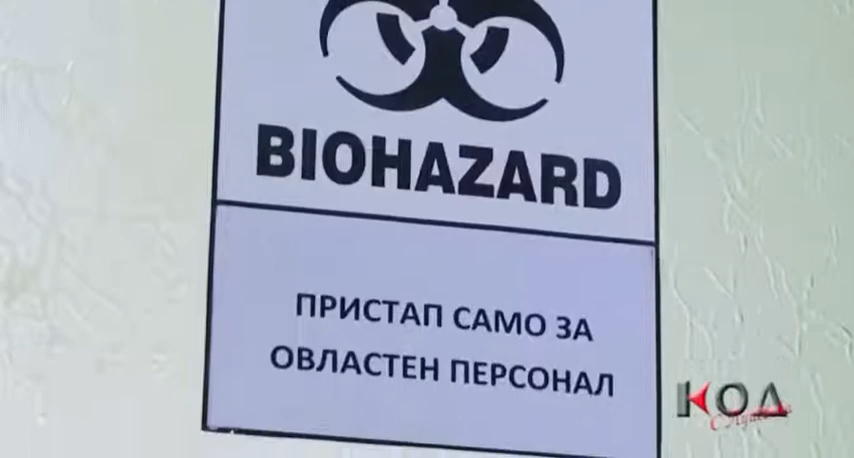 BIOHAZARD
ПРИСТАП САМО ЗА
ОВЛАСТЕН ПЕРСОНАЛ
КОД